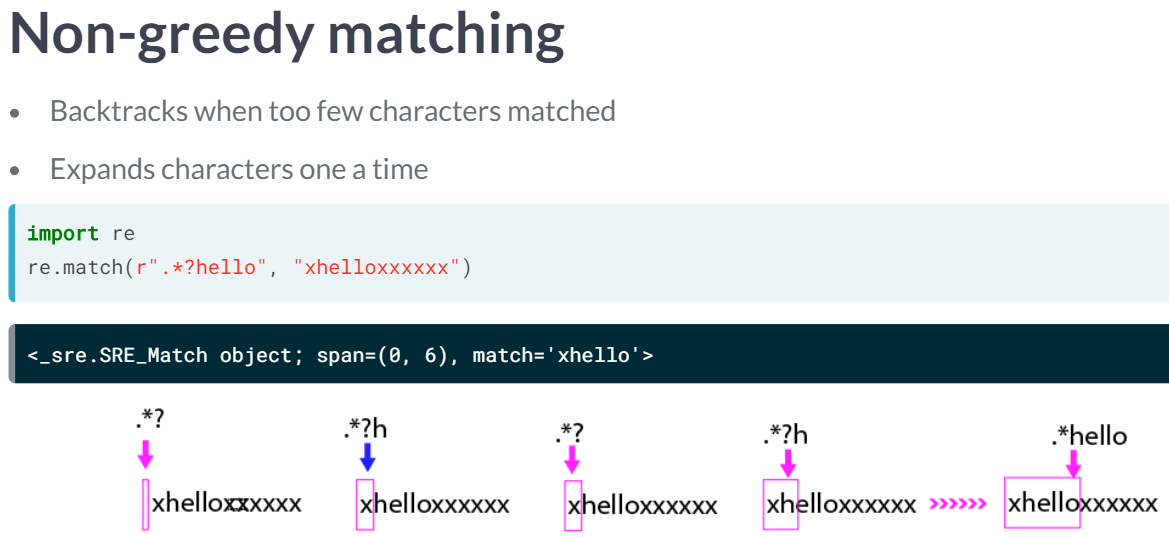 Non-greedy matching
• Backtracks when too few characters matched
• Expands characters one a time
import re
re.match(r".*?hello", "xhelloxxxxxx")
<_sre.SRE_Match object; span=(0, 6), match='xhello'>
.*? .*?h .*? .*?h .*hello
xhelloxxxxxx xhelloxxxxxx xhelloxxxxxx xhelloxxxxxx »»»» xhelloxxxxxx